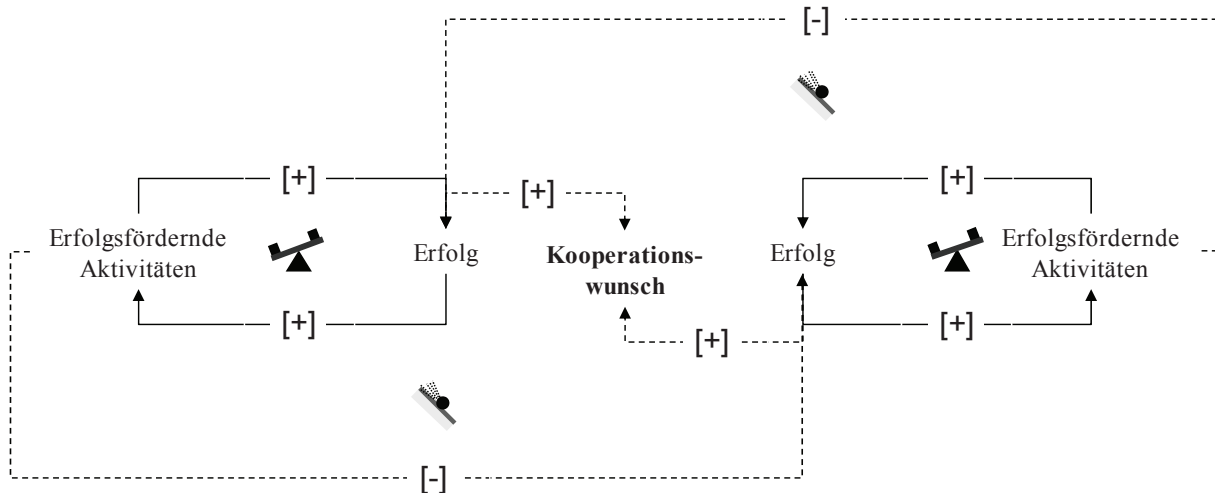 [-]
[+]
[+]
[+]
Erfolgsfördernde
Aktivitäten
Erfolg
Kooperations-
wunsch
Erfolg
Erfolgsfördernde
Aktivitäten
[+]
[+]
[+]
[-]